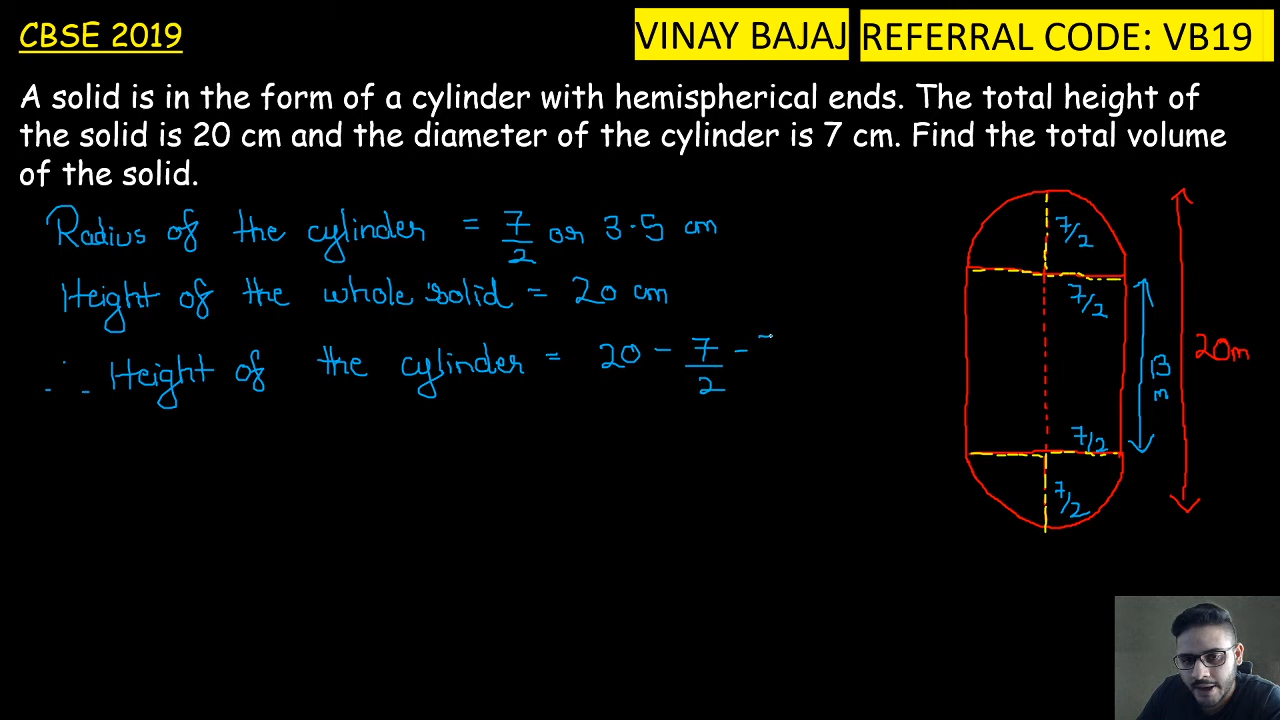 CBSE 2019
VINAY BAJAJ
REFERRAL CODE: VB19
A solid is in the form of a cylinder with hemispherical ends. The total height of
the solid is 20 cm and the diameter of the cylinder is 7 cm. Find the total volume
of the solid.
Radius of the cylinder = 7/2 or 3.5 cm
Height of the whole solid = 20 cm
∴ Height of the cylinder = 20 - 7/2 -
7/2
7/2
13
m
20m
7/2
7/2